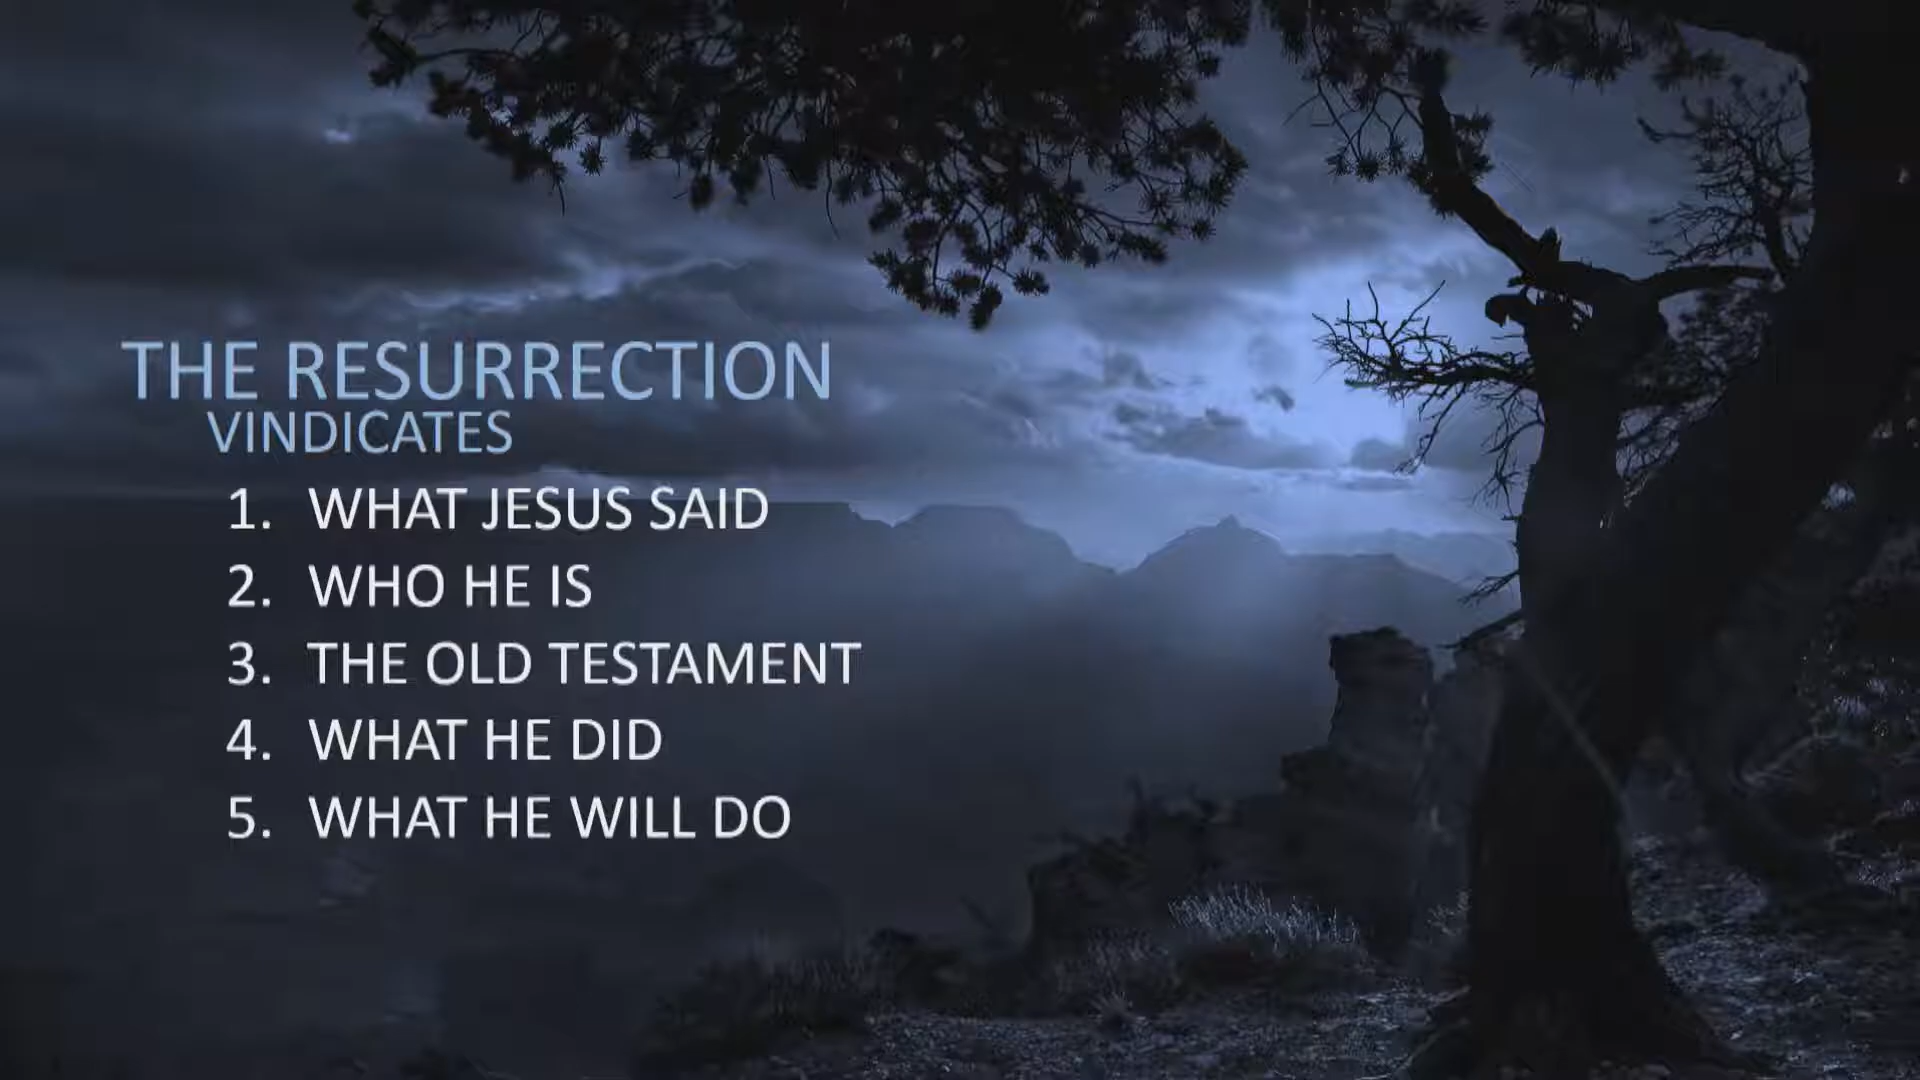 THE RESURRECTION
VINDICATES
1. WHAT JESUS SAID
2. WHO HE IS
3. THE OLD TESTAMENT
4. WHAT HE DID
5. WHAT HE WILL DO